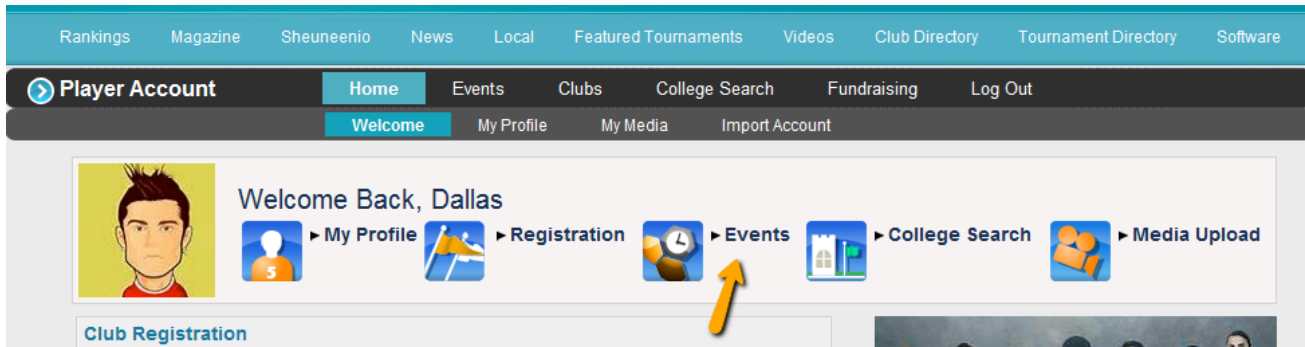 Rankings Magazine Sheuneenio News Local Featured Tournaments Videos Club Directory Tournament Directory Software
Player Account Home Events Clubs College Search Fundraising Log Out
Welcome My Profile My Media Import Account
Welcome Back, Dallas
My Profile Registration Events College Search Media Upload
5
Club Registration